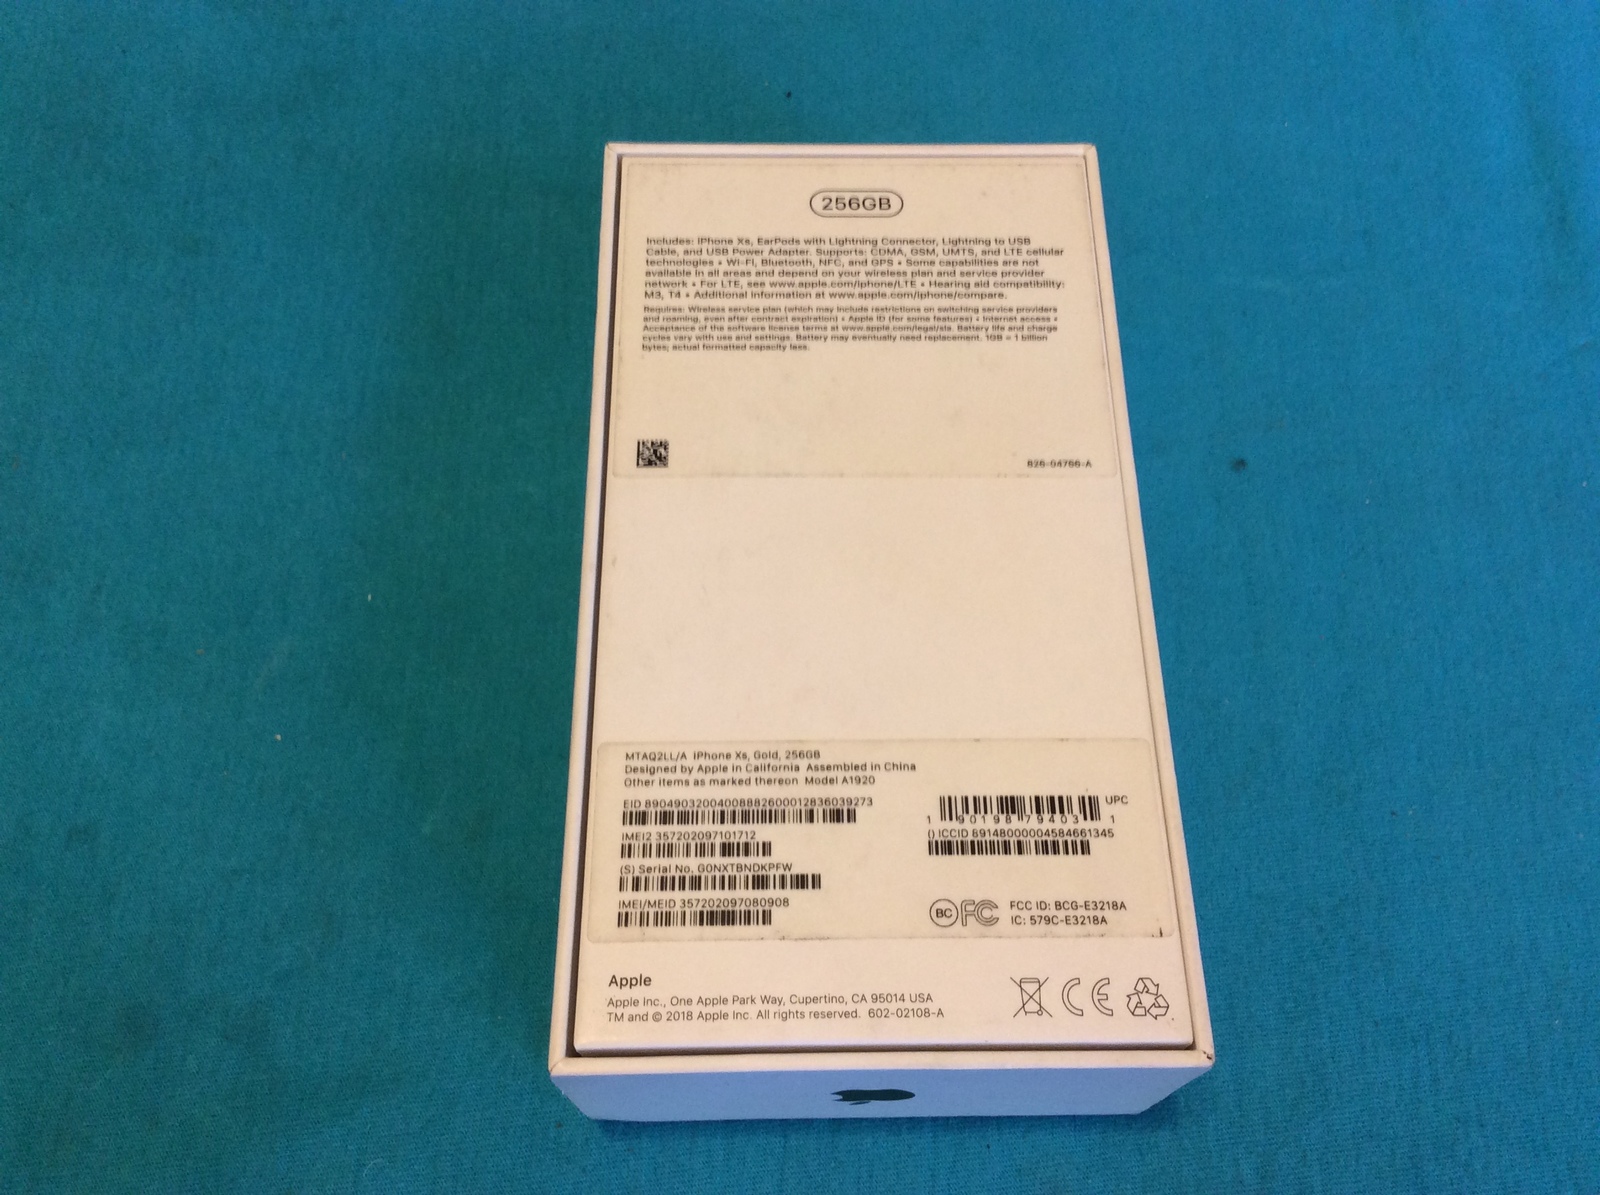 256GB
Includes: iPhone Xs, EarPods with Lightning Connector, Lightning to USB
Cable, and USB Power Adapter. Supports: CDMA, GSM, UMTS, and LTE cellular
technologies • Wi-Fi, Bluetooth, NFC, and GPS • Some capabilities are not
available in all areas and depend on your wireless plan and service provider
network • For LTE, see www.apple.com/iphone/LTE • Hearing aid compatibility:
M3, T4 • Additional information at www.apple.com/iphone/compare.
Requires: Wireless service plan (which may include restrictions on switching service providers
and roaming, even after contract expiration) • Apple ID (for some features) • Internet access •
Acceptance of the software license terms at www.apple.com/legal/sla. Battery life and charge
cycles vary with use and settings. Battery may eventually need replacement. 1GB = 1 billion
bytes; actual formatted capacity less.
826-04766-A
MTAQ2LL/A iPhone Xs, Gold, 256GB
Designed by Apple in California Assembled in China
Other items as marked thereon Model A1920
EID 89049032004008882600012836039273
UPC
1 90198 79403 1
IMEI2 357202097101712
() ICCID 89148000004584661345
(S) Serial No. G0NXTBNDKPFW
IMEI/MEID 357202097080908
BC FC
FCC ID: BCG-E3218A
IC: 579C-E3218A
Apple
Apple Inc., One Apple Park Way, Cupertino, CA 95014 USA
TM and © 2018 Apple Inc. All rights reserved. 602-02108-A
CE